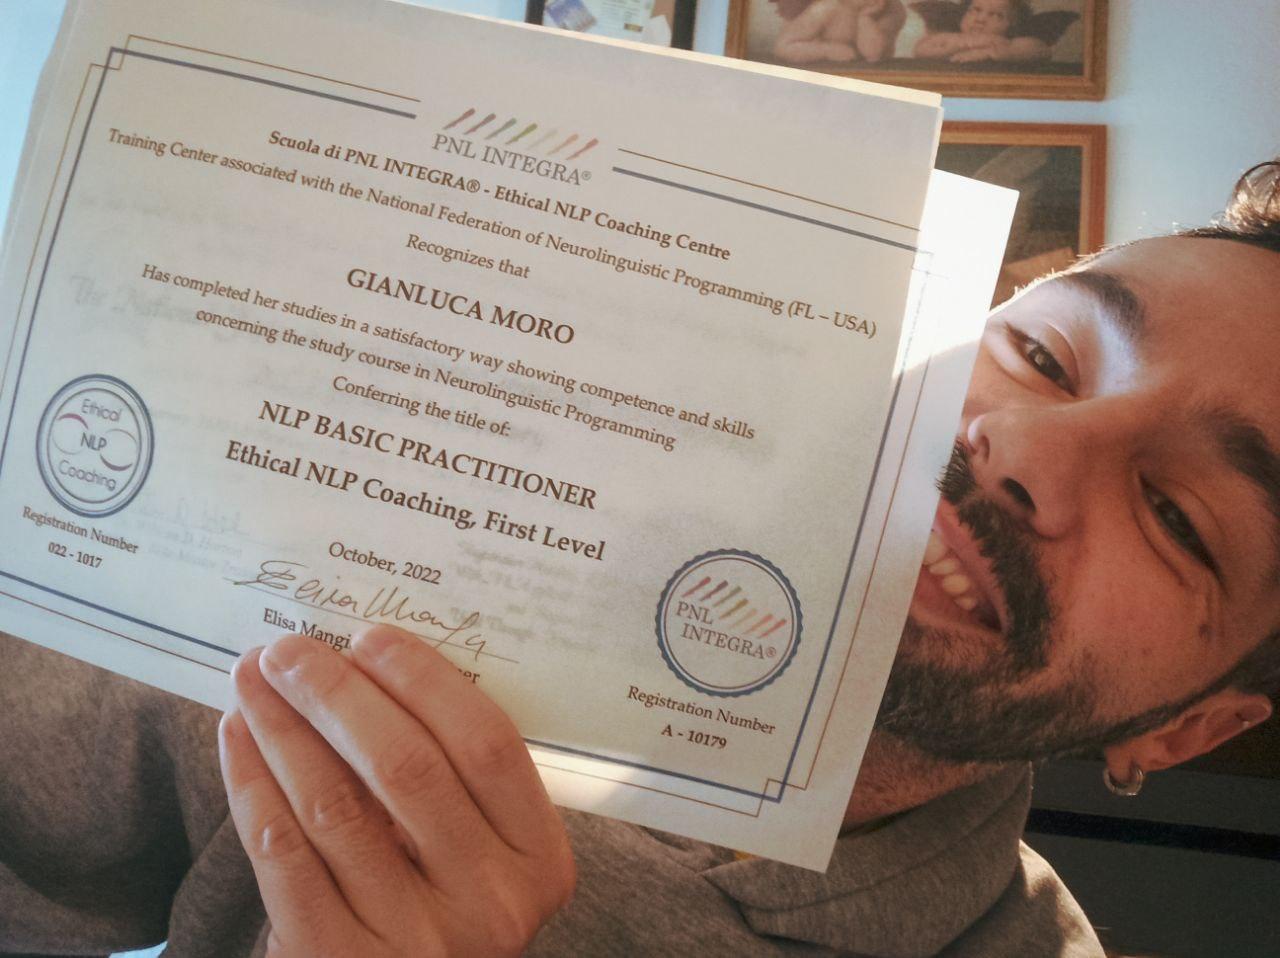 PNL INTEGRA®
Scuola di PNL INTEGRA® - Ethical NLP Coaching Centre
Training Center associated with the National Federation of Neurolinguistic Programming (FL – USA)
Recognizes that
GIANLUCA MORO
Has completed her studies in a satisfactory way showing competence and skills
concerning the study course in Neurolinguistic Programming
Conferring the title of:
NLP BASIC PRACTITIONER
Ethical NLP Coaching, First Level
October, 2022
Elisa Mangi
Ethical
NLP
Coaching
Registration Number
022 - 1017
PNL
INTEGRA®
Registration Number
A - 10179